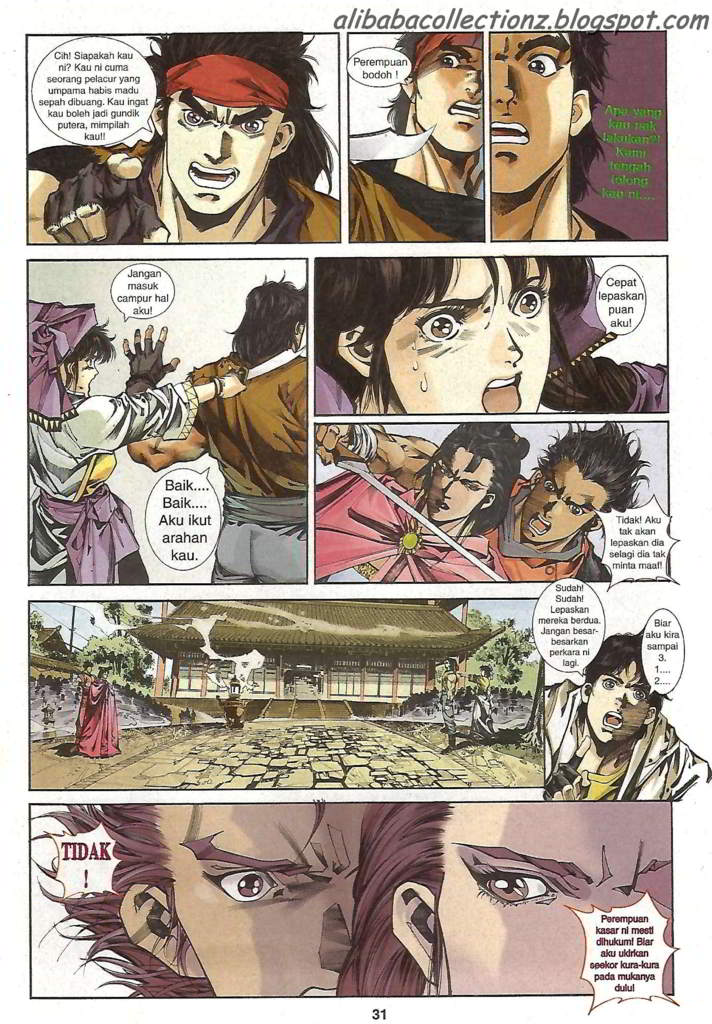 alibabacollectionz.blogspot.com
Cih! Siapakah kau
ni? Kau ni cuma
seorang pelacur yang
umpama habis madu
sepah dibuang. Kau ingat
kau boleh jadi gundik
putera, mimpilah
kau!!
Perempuan
bodoh !
Apa yang
kau nak
lakukan?!
Kami
tengah
tolong
kau ni....
Jangan
masuk
campur hal
aku!
Baik....
Baik....
Aku ikut
arahan
kau.
Cepat
lepaskan
puan
aku!
Tidak! Aku
tak akan
lepaskan dia
selagi dia tak
minta maaf!
Sudah!
Sudah!
Lepaskan
mereka berdua.
Jangan besar-
besarkan
perkara ni
lagi.
Biar
aku kira
sampai
3.
1....
2....
TIDAK
!
Perempuan
kasar ni mesti
dihukum! Biar
aku ukirkan
seekor kura-kura
pada mukanya
dulu!
31